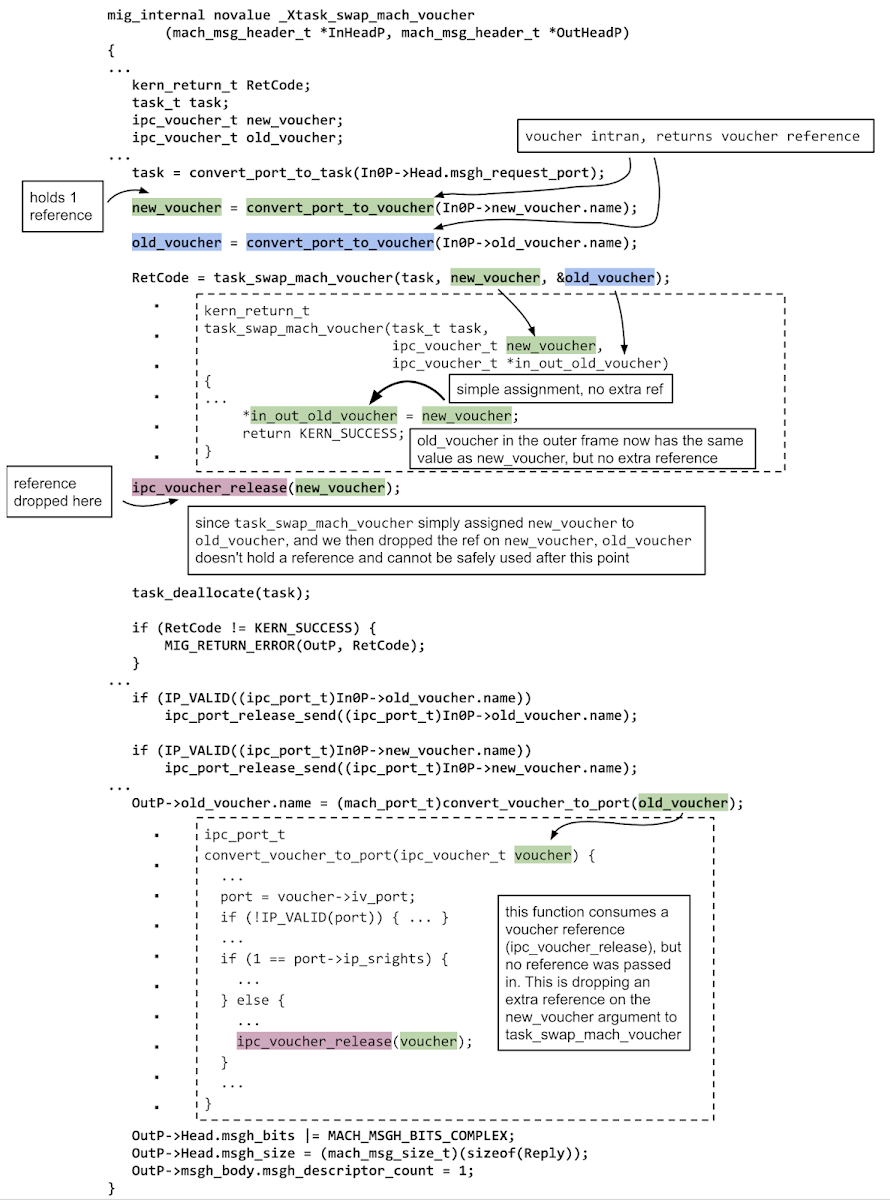 mig_internal novalue _Xtask_swap_mach_voucher
(mach_msg_header_t *InHeadP, mach_msg_header_t *OutHeadP)
{
...
kern_return_t RetCode;
task_t task;
ipc_voucher_t new_voucher;
ipc_voucher_t old_voucher;
...
voucher intran, returns voucher reference
task = convert_port_to_task(In0P->Head.msgh_request_port);
holds 1
reference
new_voucher = convert_port_to_voucher(In0P->new_voucher.name);
old_voucher = convert_port_to_voucher(In0P->old_voucher.name);
RetCode = task_swap_mach_voucher(task, new_voucher, &old_voucher);
kern_return_t
task_swap_mach_voucher(task_t task,
ipc_voucher_t new_voucher,
ipc_voucher_t *in_out_old_voucher)
{
simple assignment, no extra ref
...
*in_out_old_voucher = new_voucher;
return KERN_SUCCESS;
old_voucher in the outer frame now has the same
value as new_voucher, but no extra reference
}
reference
dropped here
ipc_voucher_release(new_voucher);
since task_swap_mach_voucher simply assigned new_voucher to
old_voucher, and we then dropped the ref on new_voucher, old_voucher
doesn't hold a reference and cannot be safely used after this point
task_deallocate(task);
if (RetCode != KERN_SUCCESS) {
MIG_RETURN_ERROR(OutP, RetCode);
}
...
if (IP_VALID((ipc_port_t)In0P->old_voucher.name))
ipc_port_release_send((ipc_port_t)In0P->old_voucher.name);
if (IP_VALID((ipc_port_t)In0P->new_voucher.name))
ipc_port_release_send((ipc_port_t)In0P->new_voucher.name);
...
OutP->old_voucher.name = (mach_port_t)convert_voucher_to_port(old_voucher);
ipc_port_t
convert_voucher_to_port(ipc_voucher_t voucher) {
...
port = voucher->iv_port;
if (!IP_VALID(port)) { ... }
...
if (1 == port->ip_srights) {
...
} else {
...
ipc_voucher_release(voucher);
}
...
}
this function consumes a
voucher reference
(ipc_voucher_release), but
no reference was passed
in. This is dropping an
extra reference on the
new_voucher argument to
task_swap_mach_voucher
OutP->Head.msgh_bits |= MACH_MSGH_BITS_COMPLEX;
OutP->Head.msgh_size = (mach_msg_size_t)(sizeof(Reply));
OutP->msgh_body.msgh_descriptor_count = 1;
}